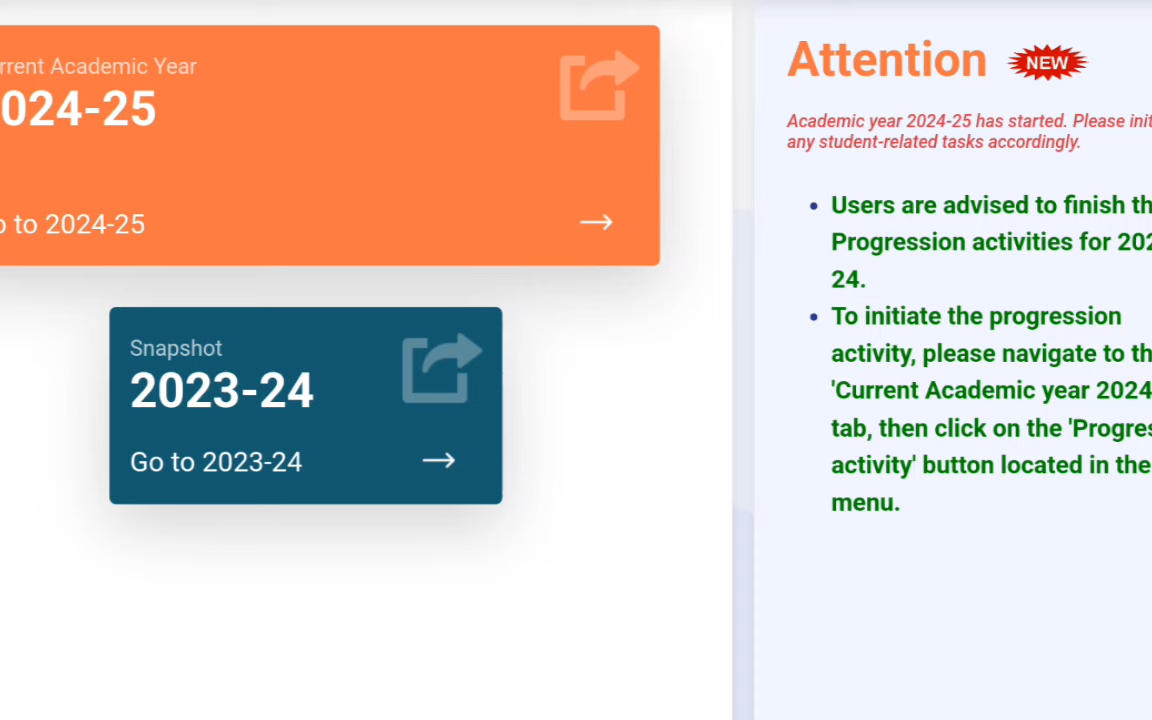 rrent Academic Year
024-25
o to 2024-25
Snapshot
2023-24
Go to 2023-24
Attention NEW
Academic year 2024-25 has started. Please init
any student-related tasks accordingly.
• Users are advised to finish th
Progression activities for 202
24.
• To initiate the progression
activity, please navigate to th
'Current Academic year 2024
tab, then click on the 'Progres
activity' button located in the
menu.